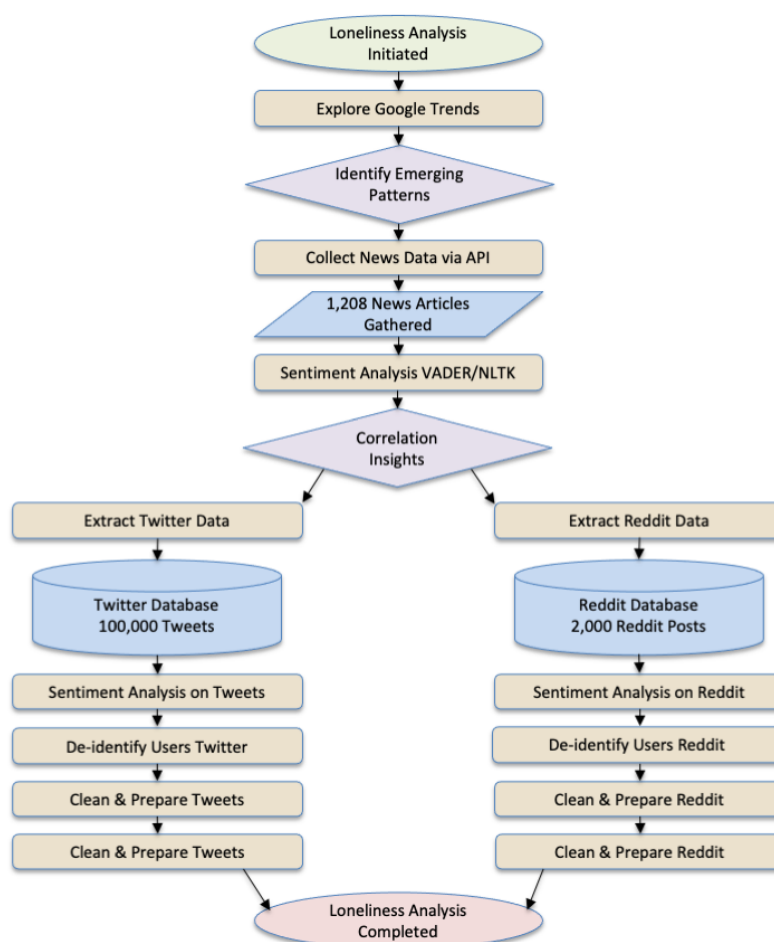 Loneliness Analysis
Initiated
Explore Google Trends
Identify Emerging
Patterns
Collect News Data via API
1,208 News Articles
Gathered
Sentiment Analysis VADER/NLTK
Correlation
Insights
Extract Twitter Data
Twitter Database
100,000 Tweets
Sentiment Analysis on Tweets
De-identify Users Twitter
Clean & Prepare Tweets
Clean & Prepare Tweets
Extract Reddit Data
Reddit Database
2,000 Reddit Posts
Sentiment Analysis on Reddit
De-identify Users Reddit
Clean & Prepare Reddit
Clean & Prepare Reddit
Loneliness Analysis
Completed